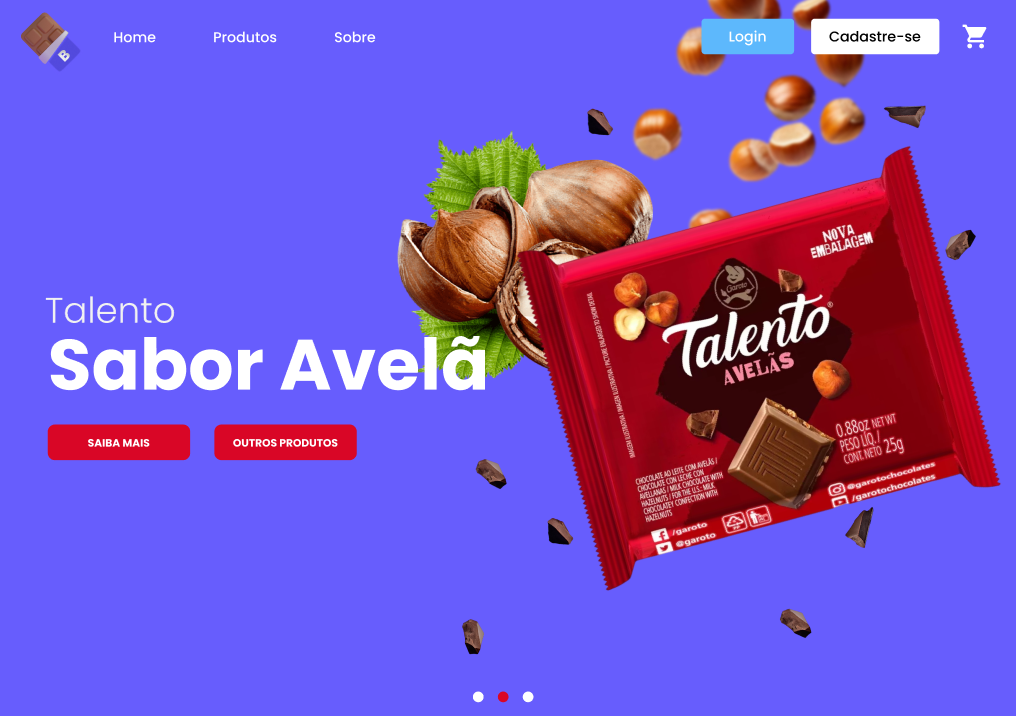 B
Home
Produtos
Sobre
Login
Cadastre-se
Talento
Sabor Avelã
SAIBA MAIS
OUTROS PRODUTOS
NOVA
EMBALAGEM
Garoto
Talento®
AVELÃS
0.88oz NET WT
PESO LÍQ. /
CONT. NETO 25g
CHOCOLATE AO LEITE COM AVELÃS /
CHOCOLATE CON LECHE CON
AVELLANAS / MILK CHOCOLATE WITH
HAZELNUTS / FOR THE U.S.: MILK
CHOCOLATEY CONFECTION WITH
HAZELNUTS
/garoto
@garoto
@garotochocolates
/garotochocolates